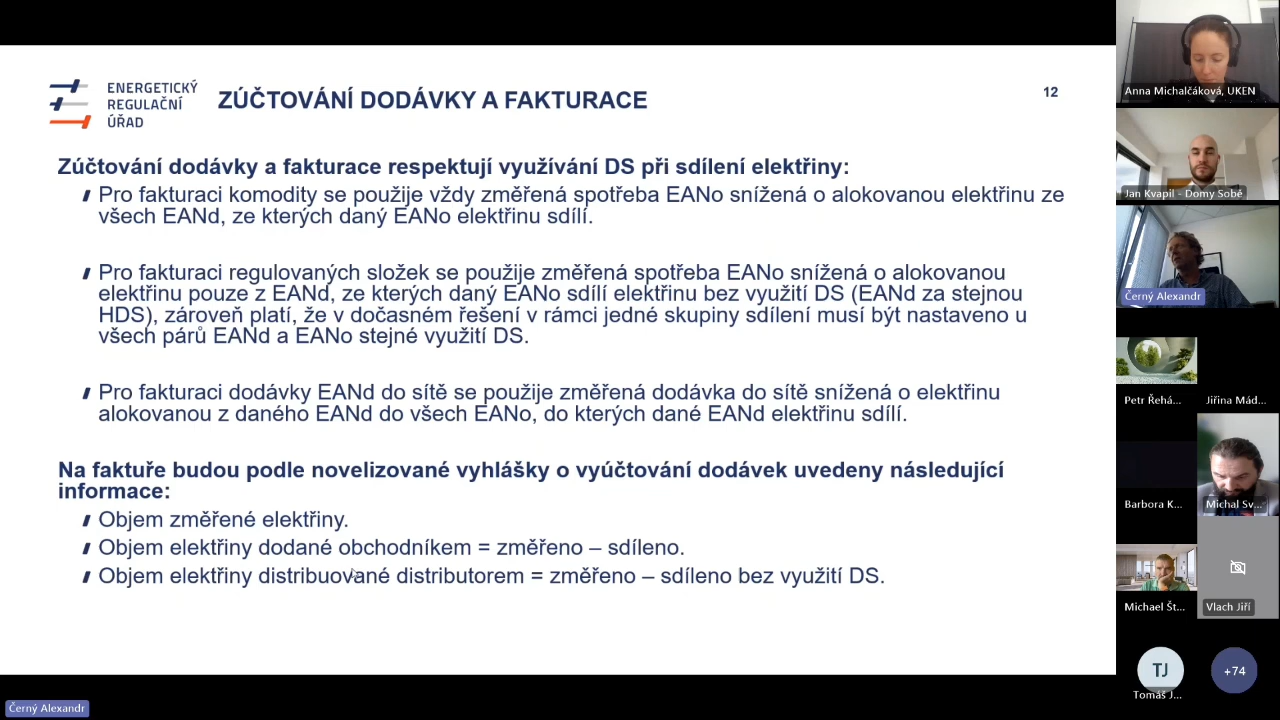 ENERGETICKÝ
REGULAČNÍ
ÚŘAD
ZÚČTOVÁNÍ DODÁVKY A FAKTURACE
12
Zúčtování dodávky a fakturace respektují využívání DS při sdílení elektřiny:
Pro fakturaci komodity se použije vždy změřená spotřeba EANo snížená o alokovanou elektřinu ze
všech EANd, ze kterých daný EANo elektřinu sdílí.
Pro fakturaci regulovaných složek se použije změřená spotřeba EANo snížená o alokovanou
elektřinu pouze z EANd, ze kterých daný EANo sdílí elektřinu bez využití DS (EANd za stejnou
HDS), zároveň platí, že v dočasném řešení v rámci jedné skupiny sdílení musí být nastaveno u
všech párů EANd a EANo stejné využití DS.
Pro fakturaci dodávky EANd do sítě se použije změřená dodávka do sítě snížená o elektřinu
alokovanou z daného EANd do všech EANo, do kterých dané EANd elektřinu sdílí.
Na faktuře budou podle novelizované vyhlášky o vyúčtování dodávek uvedeny následující
informace:
Objem změřené elektřiny.
Objem elektřiny dodané obchodníkem = změřeno – sdíleno.
Objem elektřiny distribuované distributorem = změřeno – sdíleno bez využití DS.
Anna Michalčáková, UKEN
Jan Kvapil - Domy Sobě
Černý Alexandr
Petr Řehá...
Jiřina Mád...
Barbora K...
Michal Sv...
Michael Št...
Vlach Jiří
TJ
+74
Tomáš J...
Černý Alexandr